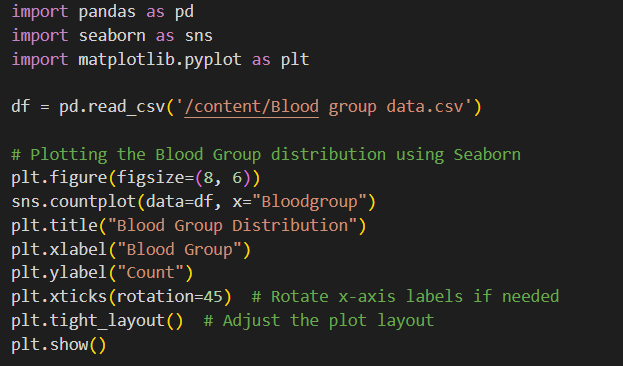 import pandas as pd
import seaborn as sns
import matplotlib.pyplot as plt

df = pd.read_csv('/content/Blood group data.csv')

# Plotting the Blood Group distribution using Seaborn
plt.figure(figsize=(8, 6))
sns.countplot(data=df, x="Bloodgroup")
plt.title("Blood Group Distribution")
plt.xlabel("Blood Group")
plt.ylabel("Count")
plt.xticks(rotation=45)  # Rotate x-axis labels if needed
plt.tight_layout()  # Adjust the plot layout
plt.show()